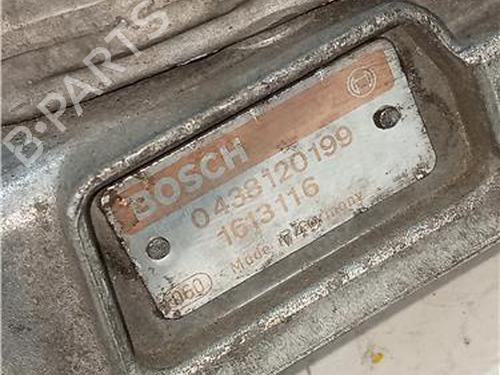 B-PARTS
BOSCH
0 438 120 199
1613116
060 Made in Germany